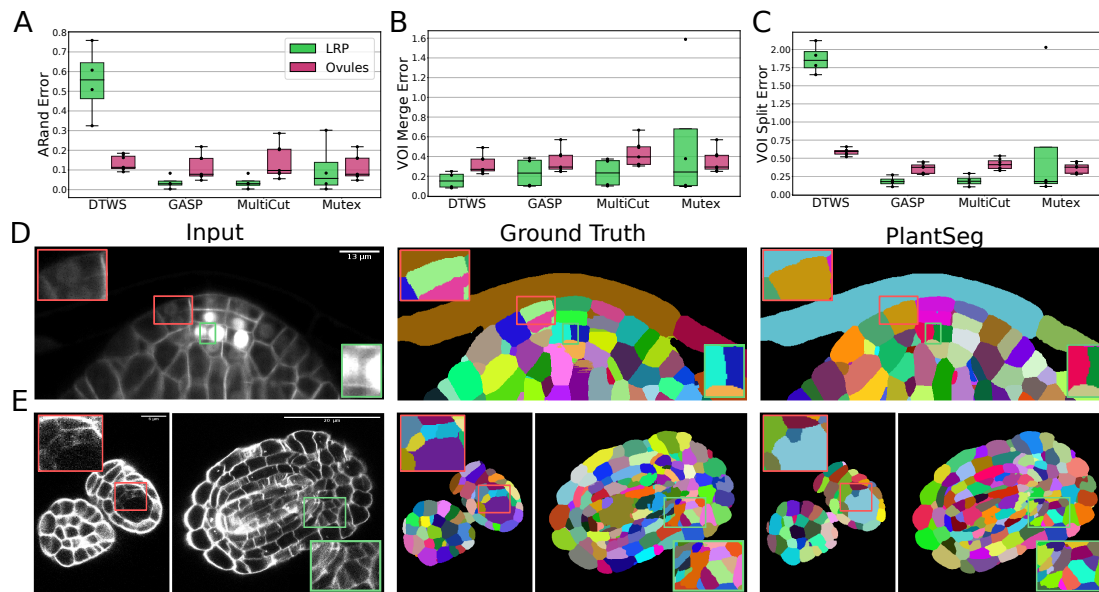 A
ARand Error
0.8
0.7
0.6
0.5
0.4
0.3
0.2
0.1
0.0
LRP
Ovules
DTWS GASP MultiCut Mutex
B
VOI Merge Error
1.6
1.4
1.2
1.0
0.8
0.6
0.4
0.2
0.0
DTWS GASP MultiCut Mutex
C
VOI Split Error
2.00
1.75
1.50
1.25
1.00
0.75
0.50
0.25
0.00
DTWS GASP MultiCut Mutex
D
Input Ground Truth PlantSeg
13 µm
E
20 µm